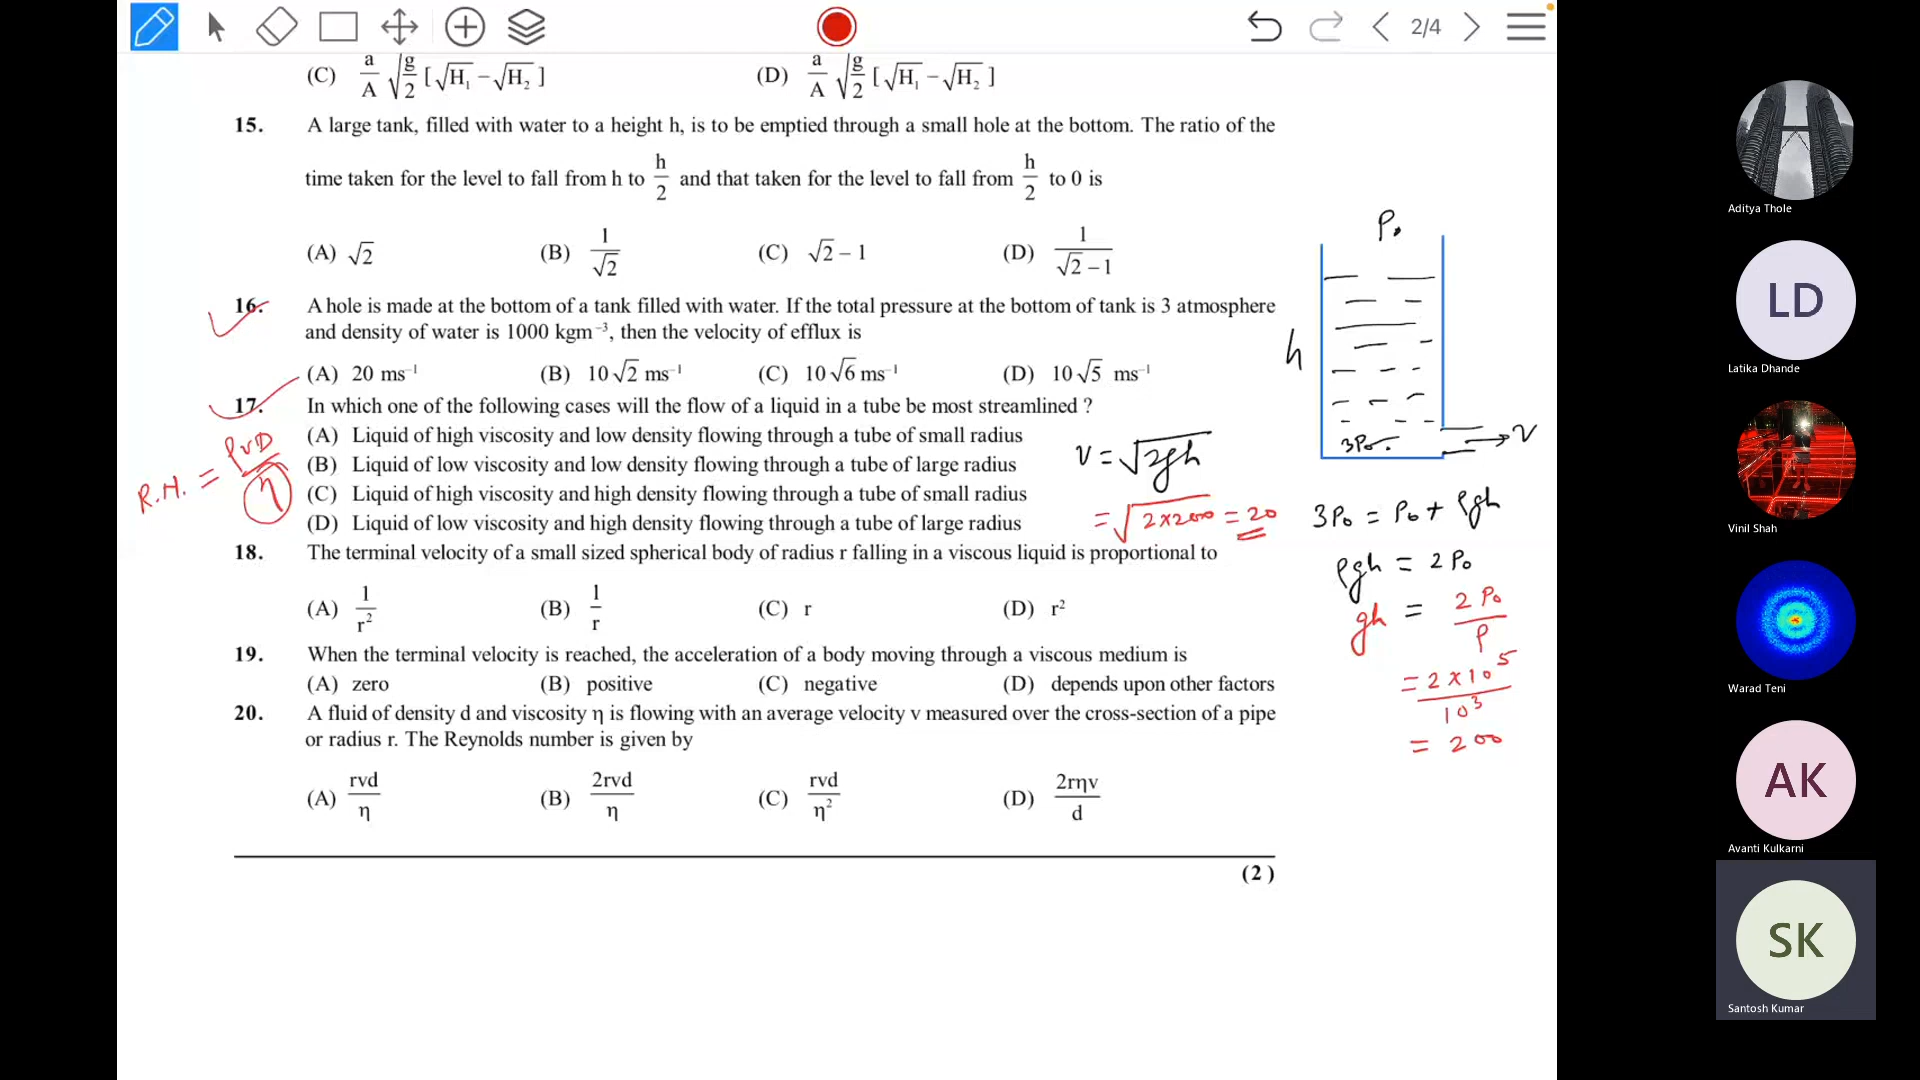 2/4
(C) a/A √(g/2) [√H₁ − √H₂]
(D) a/A √(g/2) [√H₁ − √H₂]
15. A large tank, filled with water to a height h, is to be emptied through a small hole at the bottom. The ratio of the
time taken for the level to fall from h to h/2 and that taken for the level to fall from h/2 to 0 is
(A) √2 (B) 1/√2 (C) √2 – 1 (D) 1/(√2 – 1)
16. A hole is made at the bottom of a tank filled with water. If the total pressure at the bottom of tank is 3 atmosphere
and density of water is 1000 kgm⁻³, then the velocity of efflux is
(A) 20 ms⁻¹ (B) 10√2 ms⁻¹ (C) 10√6 ms⁻¹ (D) 10√5 ms⁻¹
17. In which one of the following cases will the flow of a liquid in a tube be most streamlined ?
(A) Liquid of high viscosity and low density flowing through a tube of small radius
(B) Liquid of low viscosity and low density flowing through a tube of large radius
(C) Liquid of high viscosity and high density flowing through a tube of small radius
(D) Liquid of low viscosity and high density flowing through a tube of large radius
18. The terminal velocity of a small sized spherical body of radius r falling in a viscous liquid is proportional to
(A) 1/r² (B) 1/r (C) r (D) r²
19. When the terminal velocity is reached, the acceleration of a body moving through a viscous medium is
(A) zero (B) positive (C) negative (D) depends upon other factors
20. A fluid of density d and viscosity η is flowing with an average velocity v measured over the cross-section of a pipe
or radius r. The Reynolds number is given by
(A) rvd/η (B) 2rvd/η (C) rvd/η² (D) 2rηv/d
(2)
R.H. = ρvD/η
P₀
h
3P₀
v
v = √2gh
= √2×200 = 20
3P₀ = P₀ + ρgh
ρgh = 2P₀
gh = 2P₀/ρ
= 2×10⁵/10³
= 200
Aditya Thole
LD
Latika Dhande
Vinil Shah
Warad Teni
AK
Avanti Kulkarni
SK
Santosh Kumar